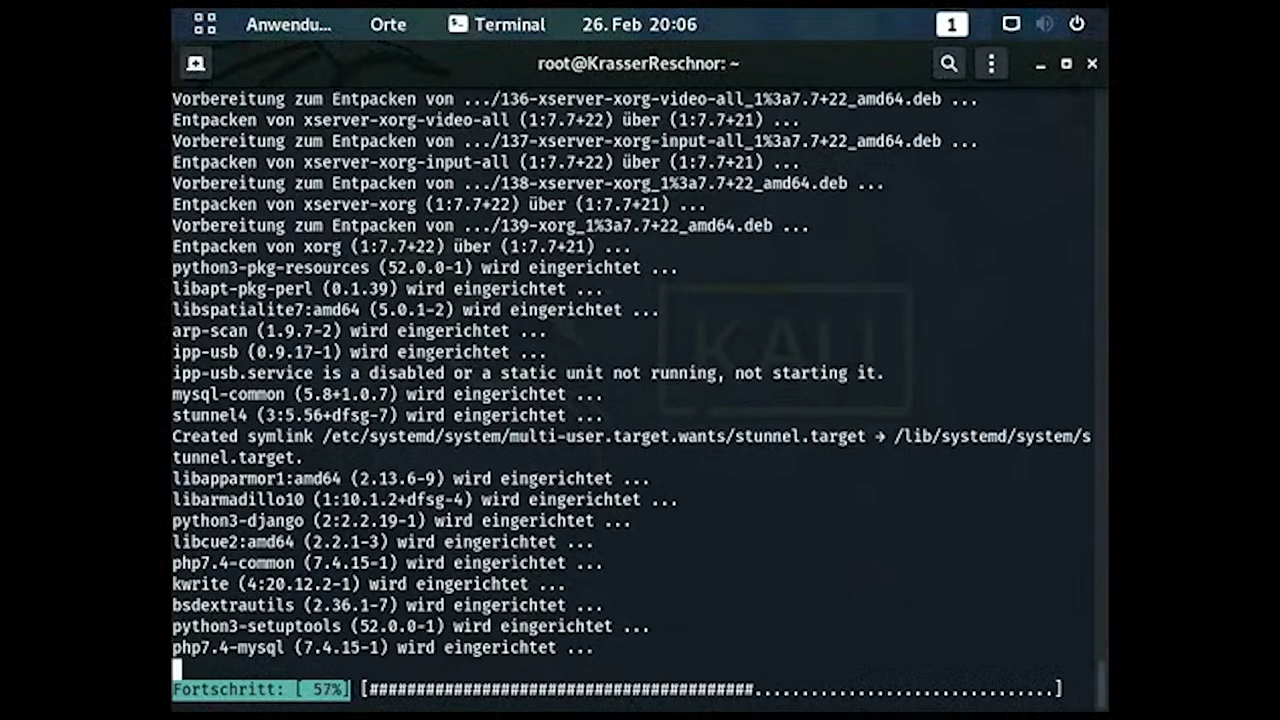 Anwendu... Orte Terminal 26. Feb 20:06 1
root@KrasserReschnor: ~
Vorbereitung zum Entpacken von .../136-xserver-xorg-video-all_1%3a7.7+22_amd64.deb ...
Entpacken von xserver-xorg-video-all (1:7.7+22) über (1:7.7+21) ...
Vorbereitung zum Entpacken von .../137-xserver-xorg-input-all_1%3a7.7+22_amd64.deb ...
Entpacken von xserver-xorg-input-all (1:7.7+22) über (1:7.7+21) ...
Vorbereitung zum Entpacken von .../138-xserver-xorg_1%3a7.7+22_amd64.deb ...
Entpacken von xserver-xorg (1:7.7+22) über (1:7.7+21) ...
Vorbereitung zum Entpacken von .../139-xorg_1%3a7.7+22_amd64.deb ...
Entpacken von xorg (1:7.7+22) über (1:7.7+21) ...
python3-pkg-resources (52.0.0-1) wird eingerichtet ...
libapt-pkg-perl (0.1.39) wird eingerichtet ...
libspatialite7:amd64 (5.0.1-2) wird eingerichtet ...
arp-scan (1.9.7-2) wird eingerichtet ...
ipp-usb (0.9.17-1) wird eingerichtet ...
KALI
ipp-usb.service is a disabled or a static unit not running, not starting it.
mysql-common (5.8+1.0.7) wird eingerichtet ...
stunnel4 (3:5.56+dfsg-7) wird eingerichtet ...
Created symlink /etc/systemd/system/multi-user.target.wants/stunnel.target → /lib/systemd/system/s
tunnel.target.
libapparmor1:amd64 (2.13.6-9) wird eingerichtet ...
libarmadillo10 (1:10.1.2+dfsg-4) wird eingerichtet ...
python3-django (2:2.2.19-1) wird eingerichtet ...
libcue2:amd64 (2.2.1-3) wird eingerichtet ...
php7.4-common (7.4.15-1) wird eingerichtet ...
kwrite (4:20.12.2-1) wird eingerichtet ...
bsdextrautils (2.36.1-7) wird eingerichtet ...
python3-setuptools (52.0.0-1) wird eingerichtet ...
php7.4-mysql (7.4.15-1) wird eingerichtet ...
Fortschritt: [ 57%] [#########################################................................]